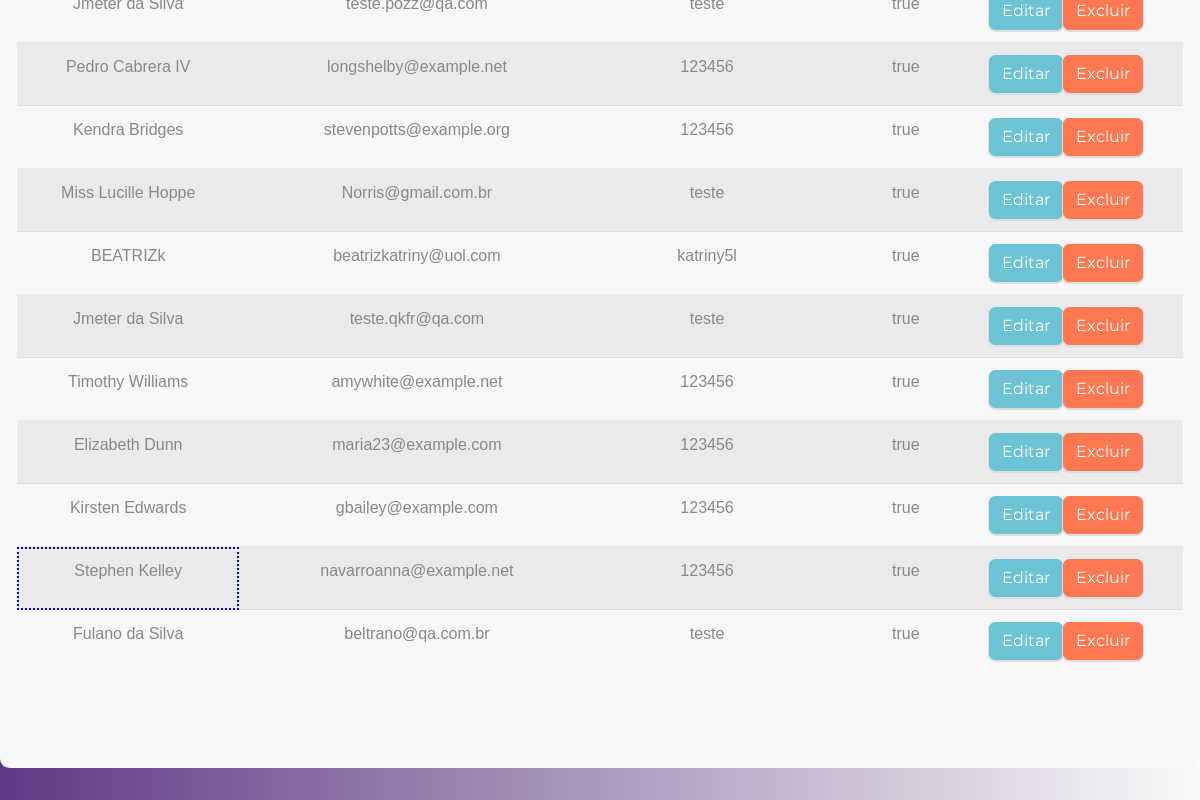 Jmeter da Silva teste.pozz@qa.com teste true Editar Excluir
Pedro Cabrera IV longshelby@example.net 123456 true Editar Excluir
Kendra Bridges stevenpotts@example.org 123456 true Editar Excluir
Miss Lucille Hoppe Norris@gmail.com.br teste true Editar Excluir
BEATRIZk beatrizkatriny@uol.com katriny5l true Editar Excluir
Jmeter da Silva teste.qkfr@qa.com teste true Editar Excluir
Timothy Williams amywhite@example.net 123456 true Editar Excluir
Elizabeth Dunn maria23@example.com 123456 true Editar Excluir
Kirsten Edwards gbailey@example.com 123456 true Editar Excluir
Stephen Kelley navarroanna@example.net 123456 true Editar Excluir
Fulano da Silva beltrano@qa.com.br teste true Editar Excluir